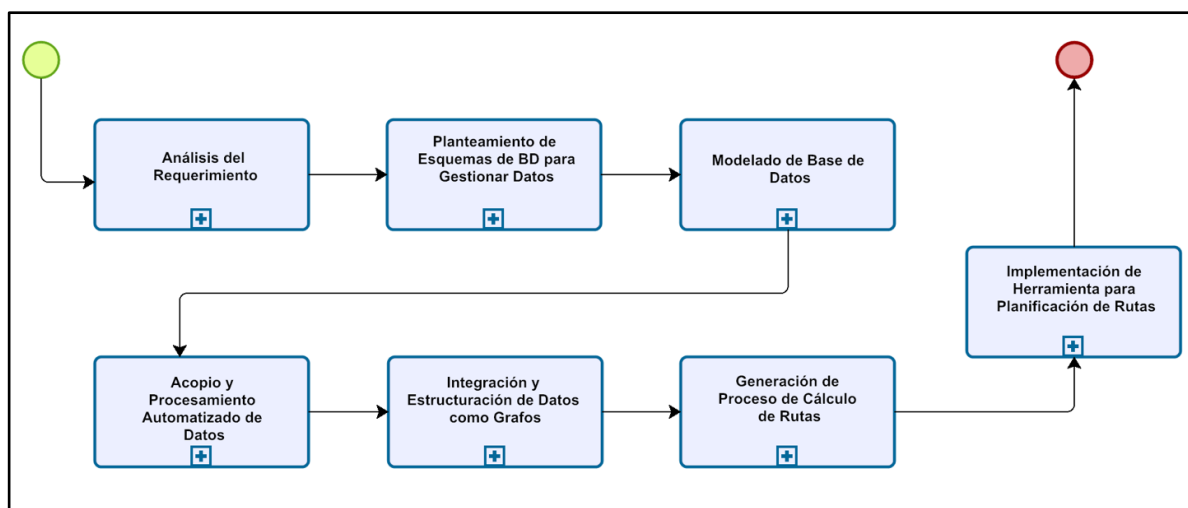 Análisis del
Requerimiento
Planteamiento de
Esquemas de BD para
Gestionar Datos
Modelado de Base de
Datos
Acopio y
Procesamiento
Automatizado de
Datos
Integración y
Estructuración de Datos
como Grafos
Generación de
Proceso de Cálculo
de Rutas
Implementación de
Herramienta para
Planificación de Rutas